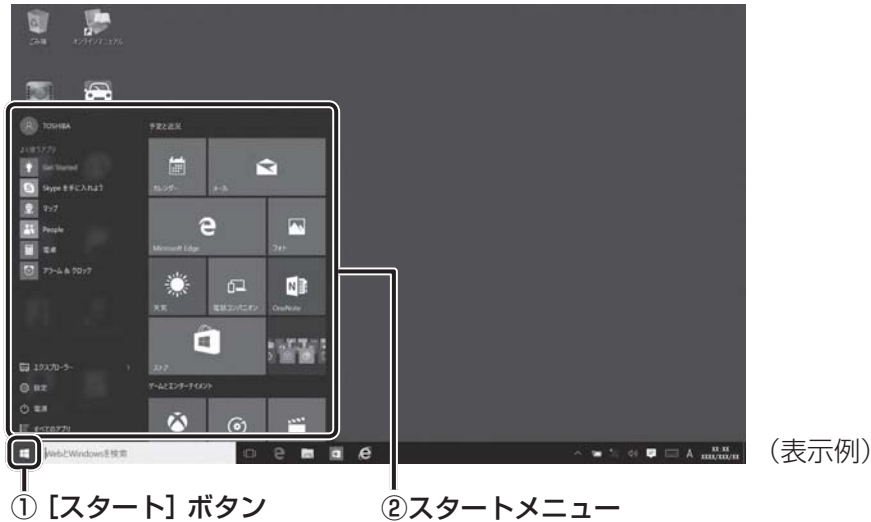 ごみ箱
オンラインマニュアル
TOSHIBA
予定と近況
よく使うアプリ
Get Started
Skype を手に入れよう
マップ
People
電卓
アラーム & クロック
カレンダー
メール
Microsoft Edge
フォト
天気
電話コンパニオン
OneNote
ストア
エクスプローラー
設定
電源
すべてのアプリ
ゲームとエンターテイメント
WebとWindowsを検索
A
XX XX
XXXX/XXX/XX
（表示例）
①［スタート］ボタン
②スタートメニュー